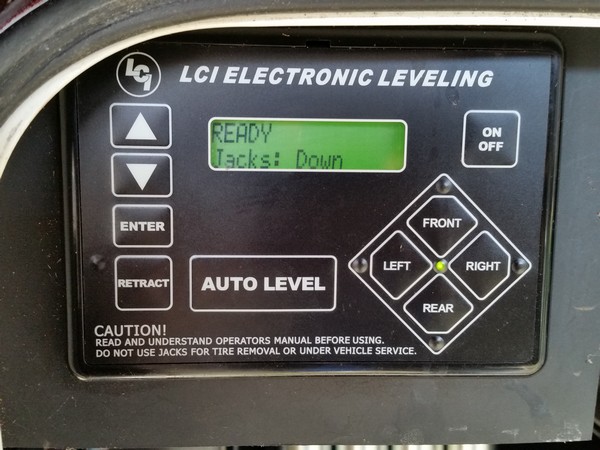 LCI
LCI ELECTRONIC LEVELING
READY
Jacks: Down
ON
OFF
ENTER
RETRACT
AUTO LEVEL
FRONT
LEFT
RIGHT
REAR
CAUTION!
READ AND UNDERSTAND OPERATORS MANUAL BEFORE USING.
DO NOT USE JACKS FOR TIRE REMOVAL OR UNDER VEHICLE SERVICE.